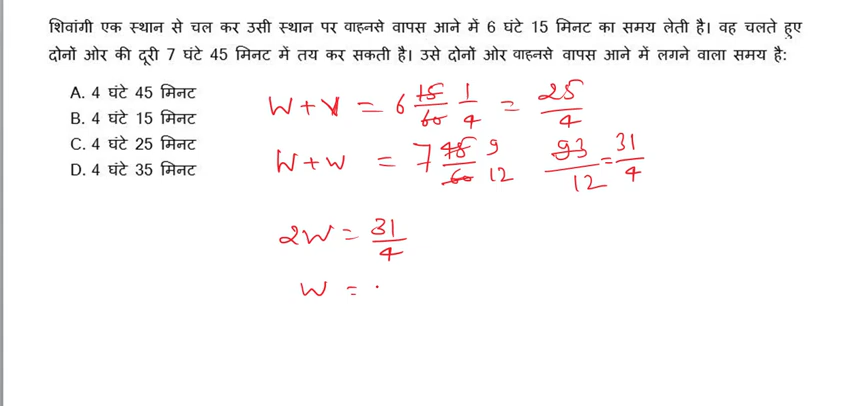 शिवांगी एक स्थान से चल कर उसी स्थान पर वाहनसे वापस आने में 6 घंटे 15 मिनट का समय लेती है। वह चलते हुए
दोनों ओर की दूरी 7 घंटे 45 मिनट में तय कर सकती है। उसे दोनों ओर वाहनसे वापस आने में लगने वाला समय है:
A. 4 घंटे 45 मिनट
B. 4 घंटे 15 मिनट
C. 4 घंटे 25 मिनट
D. 4 घंटे 35 मिनट
W + V = 6 15/60 1/4 = 25/4
W + W = 7 45/60 9/12 93/12 = 31/4
2W = 31/4
W =